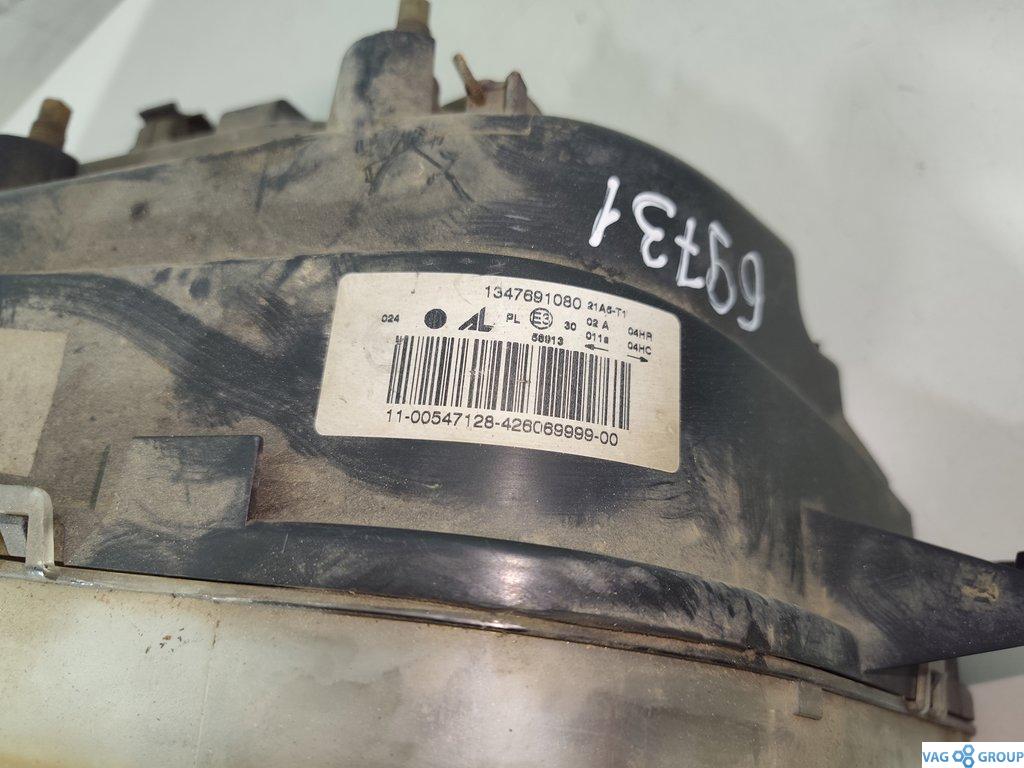 69731
1347691080 21A5-T1
024 AL PL E3 30 02 A 04HR
58913 011s 04HC
11-00547128-426069999-00
VAG GROUP